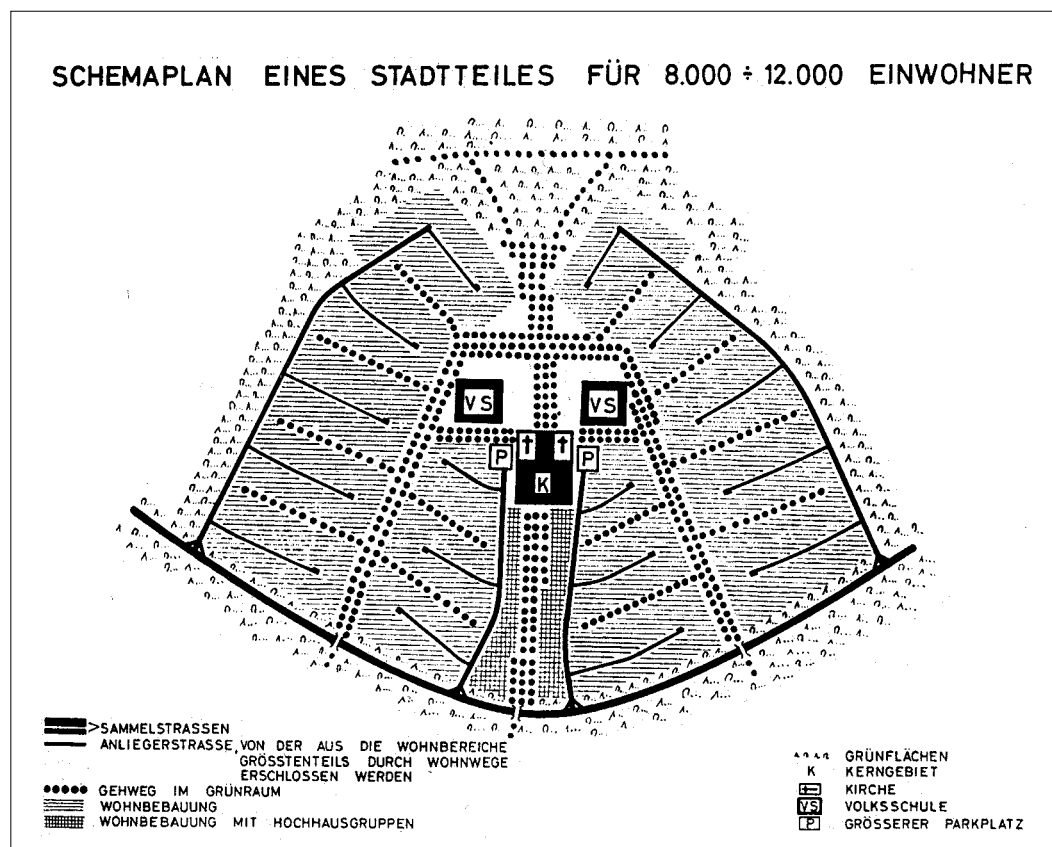 SCHEMAPLAN EINES STADTTEILES FÜR 8.000 ÷ 12.000 EINWOHNER
VS
VS
P
P
K
>SAMMELSTRASSEN
ANLIEGERSTRASSE, VON DER AUS DIE WOHNBEREICHE
GRÖSSTENTEILS DURCH WOHNWEGE
ERSCHLOSSEN WERDEN
GEHWEG IM GRÜNRAUM
WOHNBEBAUUNG
WOHNBEBAUUNG MIT HOCHHAUSGRUPPEN
GRÜNFLÄCHEN
K KERNGEBIET
KIRCHE
VS VOLKSSCHULE
P GRÖSSERER PARKPLATZ